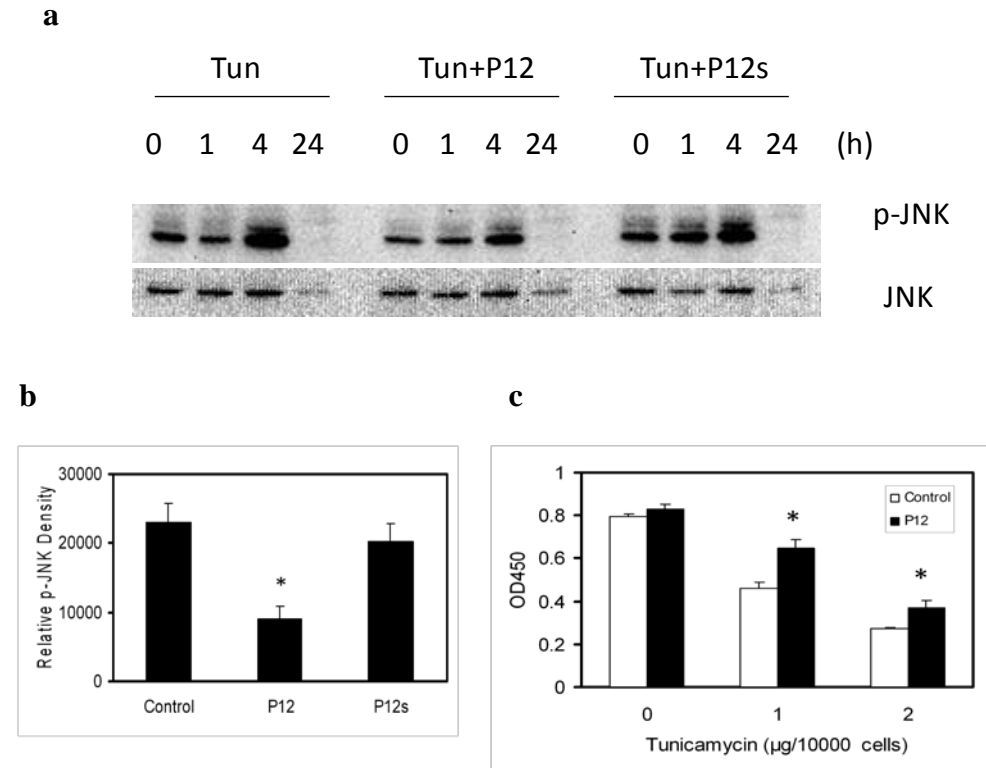 a
Tun Tun+P12 Tun+P12s
0 1 4 24 0 1 4 24 0 1 4 24 (h)
p-JNK
JNK
b
30000
20000
10000
0
Relative p-JNK Density
*
Control P12 P12s
c
1
0.8
0.6
0.4
0.2
0
OD450
Control
P12
*
*
0 1 2
Tunicamycin (µg/10000 cells)